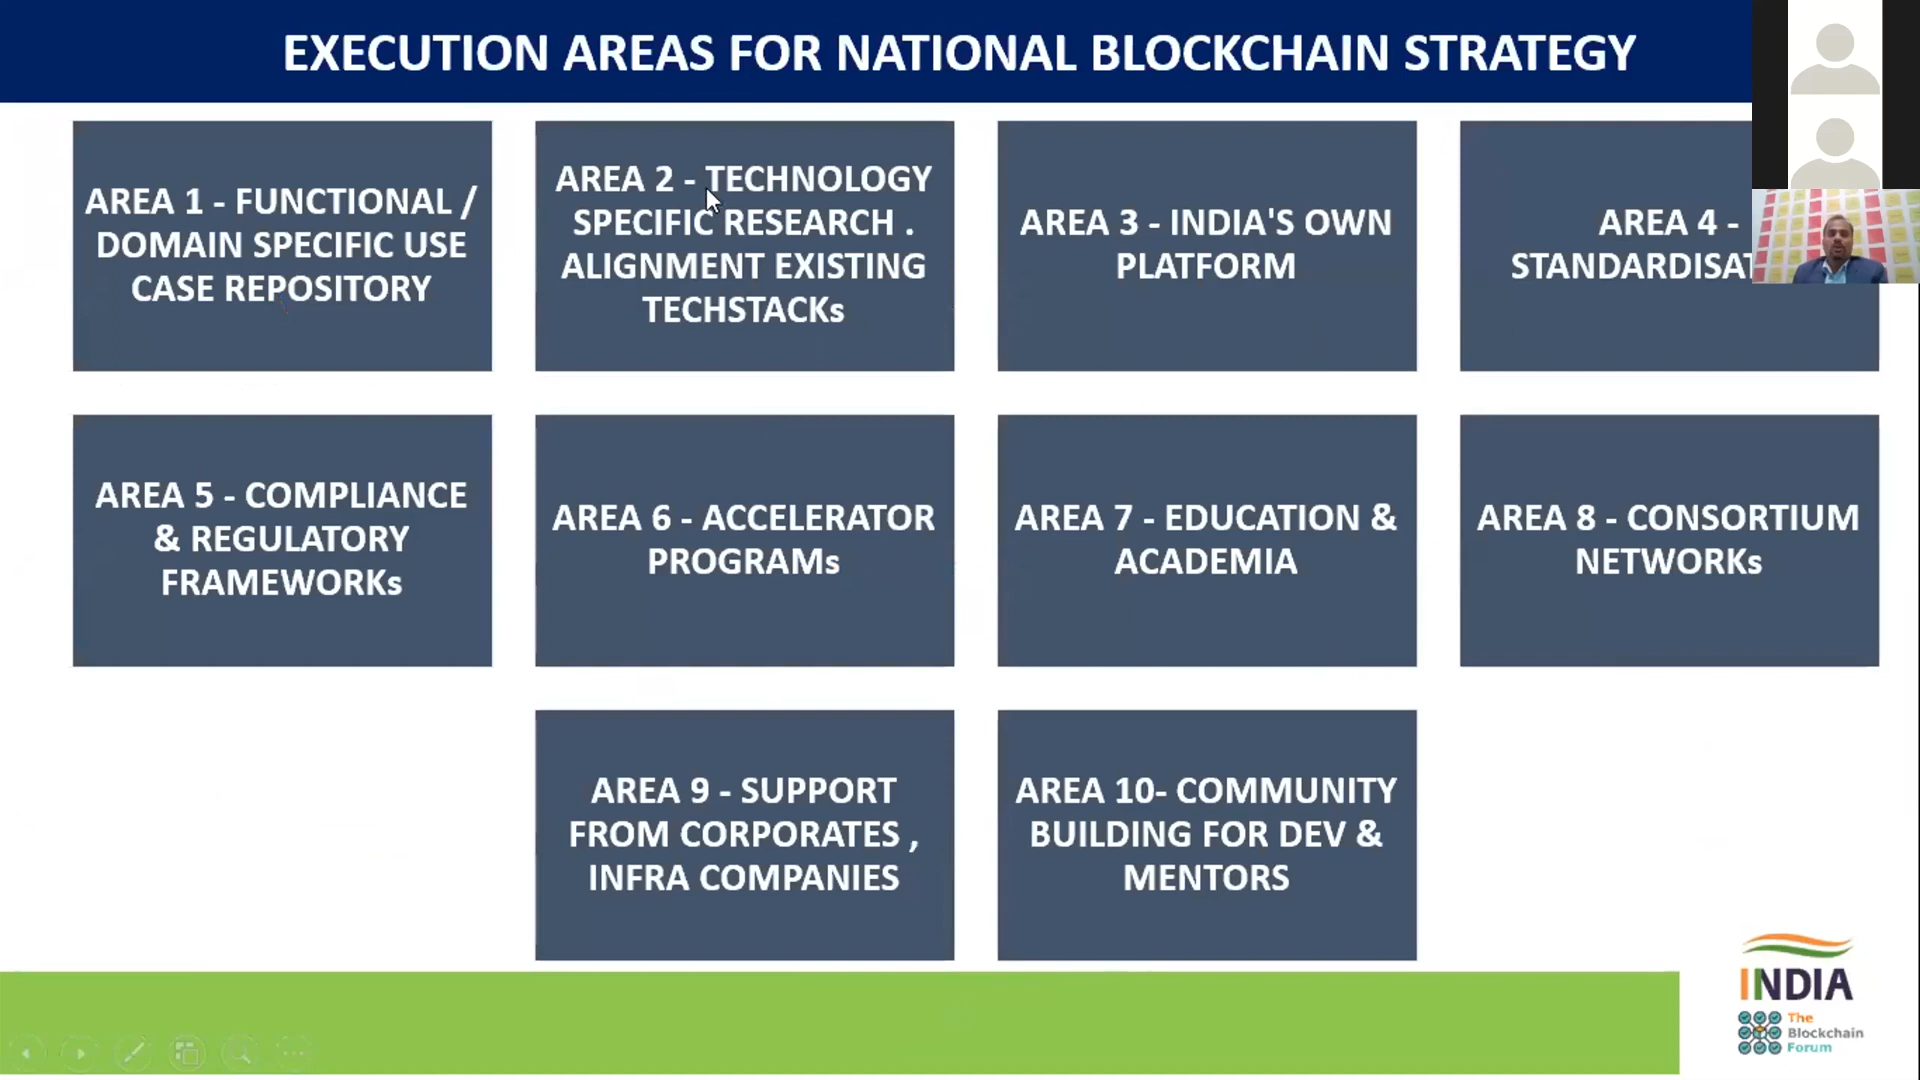 EXECUTION AREAS FOR NATIONAL BLOCKCHAIN STRATEGY
AREA 1 - FUNCTIONAL /
DOMAIN SPECIFIC USE
CASE REPOSITORY
AREA 2 - TECHNOLOGY
SPECIFIC RESEARCH .
ALIGNMENT EXISTING
TECHSTACKs
AREA 3 - INDIA'S OWN
PLATFORM
AREA 4 -
STANDARDISAT
AREA 5 - COMPLIANCE
& REGULATORY
FRAMEWORKs
AREA 6 - ACCELERATOR
PROGRAMs
AREA 7 - EDUCATION &
ACADEMIA
AREA 8 - CONSORTIUM
NETWORKs
AREA 9 - SUPPORT
FROM CORPORATES ,
INFRA COMPANIES
AREA 10- COMMUNITY
BUILDING FOR DEV &
MENTORS
INDIA
The
Blockchain
Forum